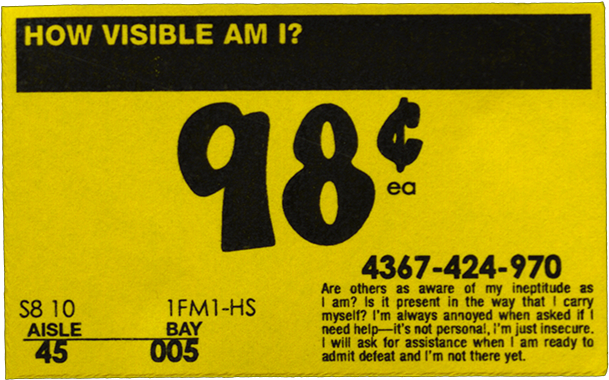 HOW VISIBLE AM I?
98¢
ea
4367-424-970
Are others as aware of my ineptitude as
I am? Is it present in the way that I carry
myself? I'm always annoyed when asked if I
need help—it's not personal, I'm just insecure.
I will ask for assistance when I am ready to
admit defeat and I'm not there yet.
S8 10 1FM1-HS
AISLE BAY
45 005